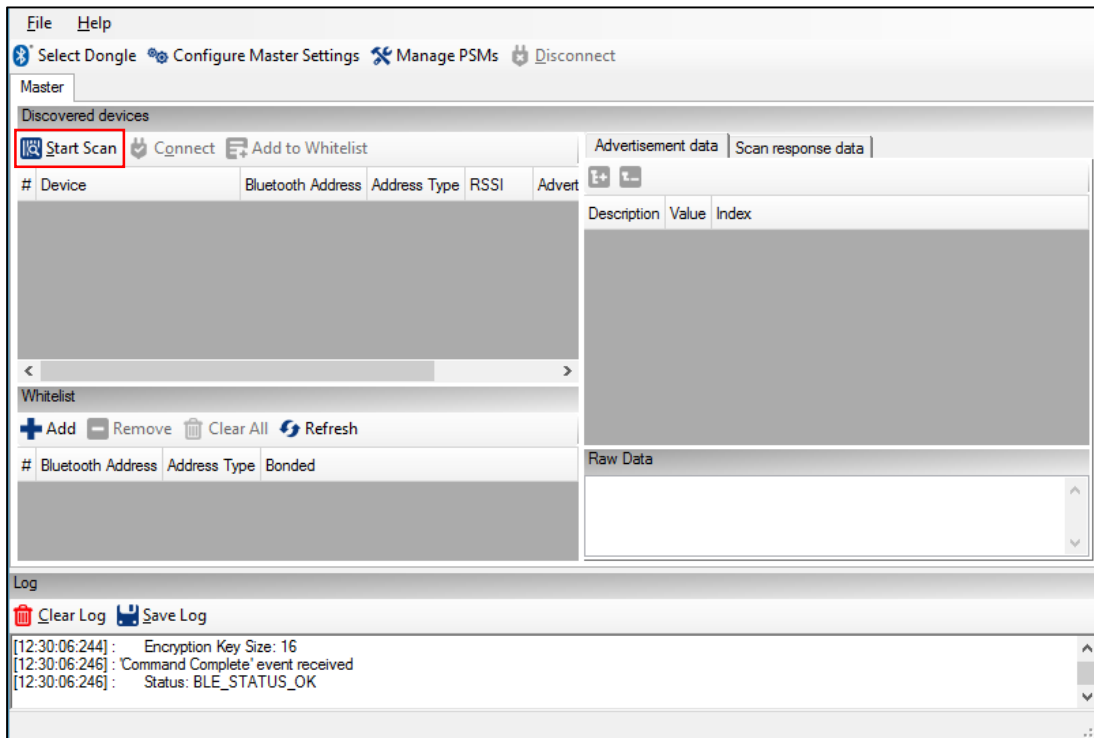 File Help
Select Dongle Configure Master Settings Manage PSMs Disconnect
Master
Discovered devices
Start Scan Connect Add to Whitelist
# Device Bluetooth Address Address Type RSSI Advert
Advertisement data Scan response data
Description Value Index
Whitelist
Add Remove Clear All Refresh
# Bluetooth Address Address Type Bonded
Raw Data
Log
Clear Log Save Log
[12:30:06:244] : Encryption Key Size: 16
[12:30:06:246] : 'Command Complete' event received
[12:30:06:246] : Status: BLE_STATUS_OK